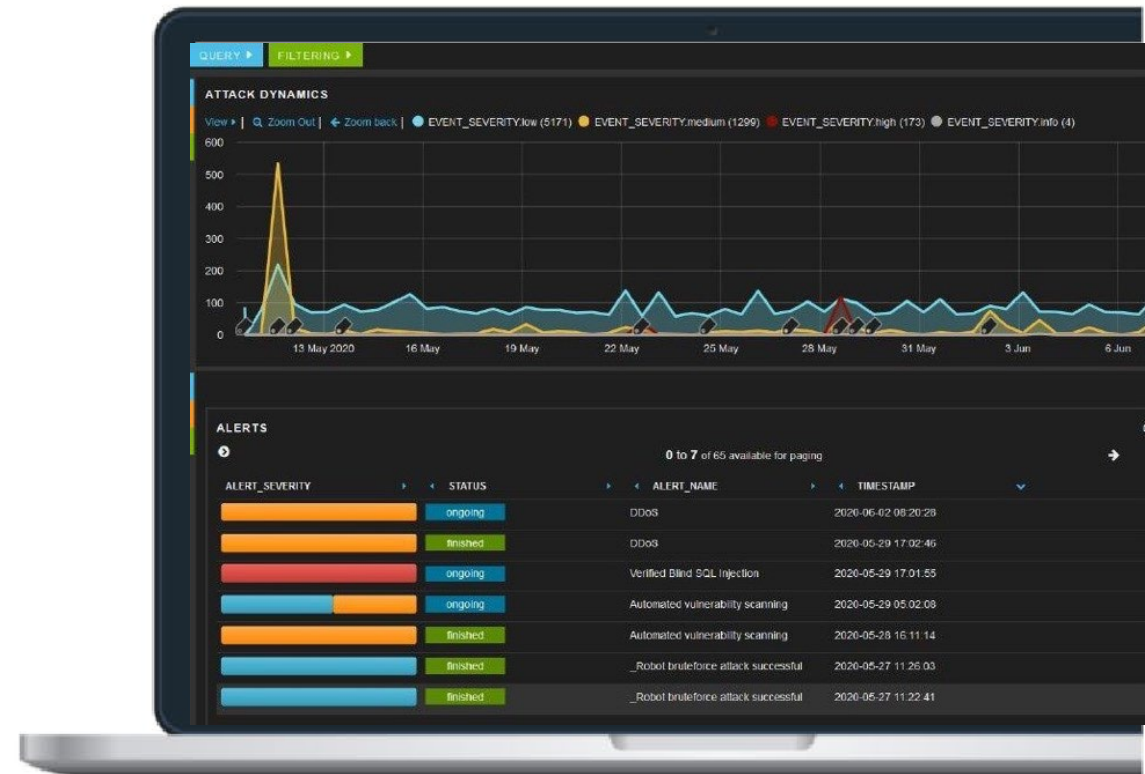 QUERY FILTERING
ATTACK DYNAMICS
View | Zoom Out | Zoom back | EVENT_SEVERITY.low (5171) EVENT_SEVERITY.medium (1299) EVENT_SEVERITY.high (173) EVENT_SEVERITY.info (4)
600
500
400
300
200
100
0
13 May 2020 16 May 19 May 22 May 25 May 28 May 31 May 3 Jun 6 Jun
ALERTS
0 to 7 of 65 available for paging
ALERT_SEVERITY STATUS ALERT_NAME TIMESTAMP
ongoing DDoS 2020-06-02 08:20:28
finished DDoS 2020-05-29 17:02:46
ongoing Verified Blind SQL Injection 2020-05-29 17:01:55
ongoing Automated vulnerability scanning 2020-05-29 05:02:08
finished Automated vulnerability scanning 2020-05-28 16:11:14
finished _Robot bruteforce attack successful 2020-05-27 11:26:03
finished _Robot bruteforce attack successful 2020-05-27 11:22:41